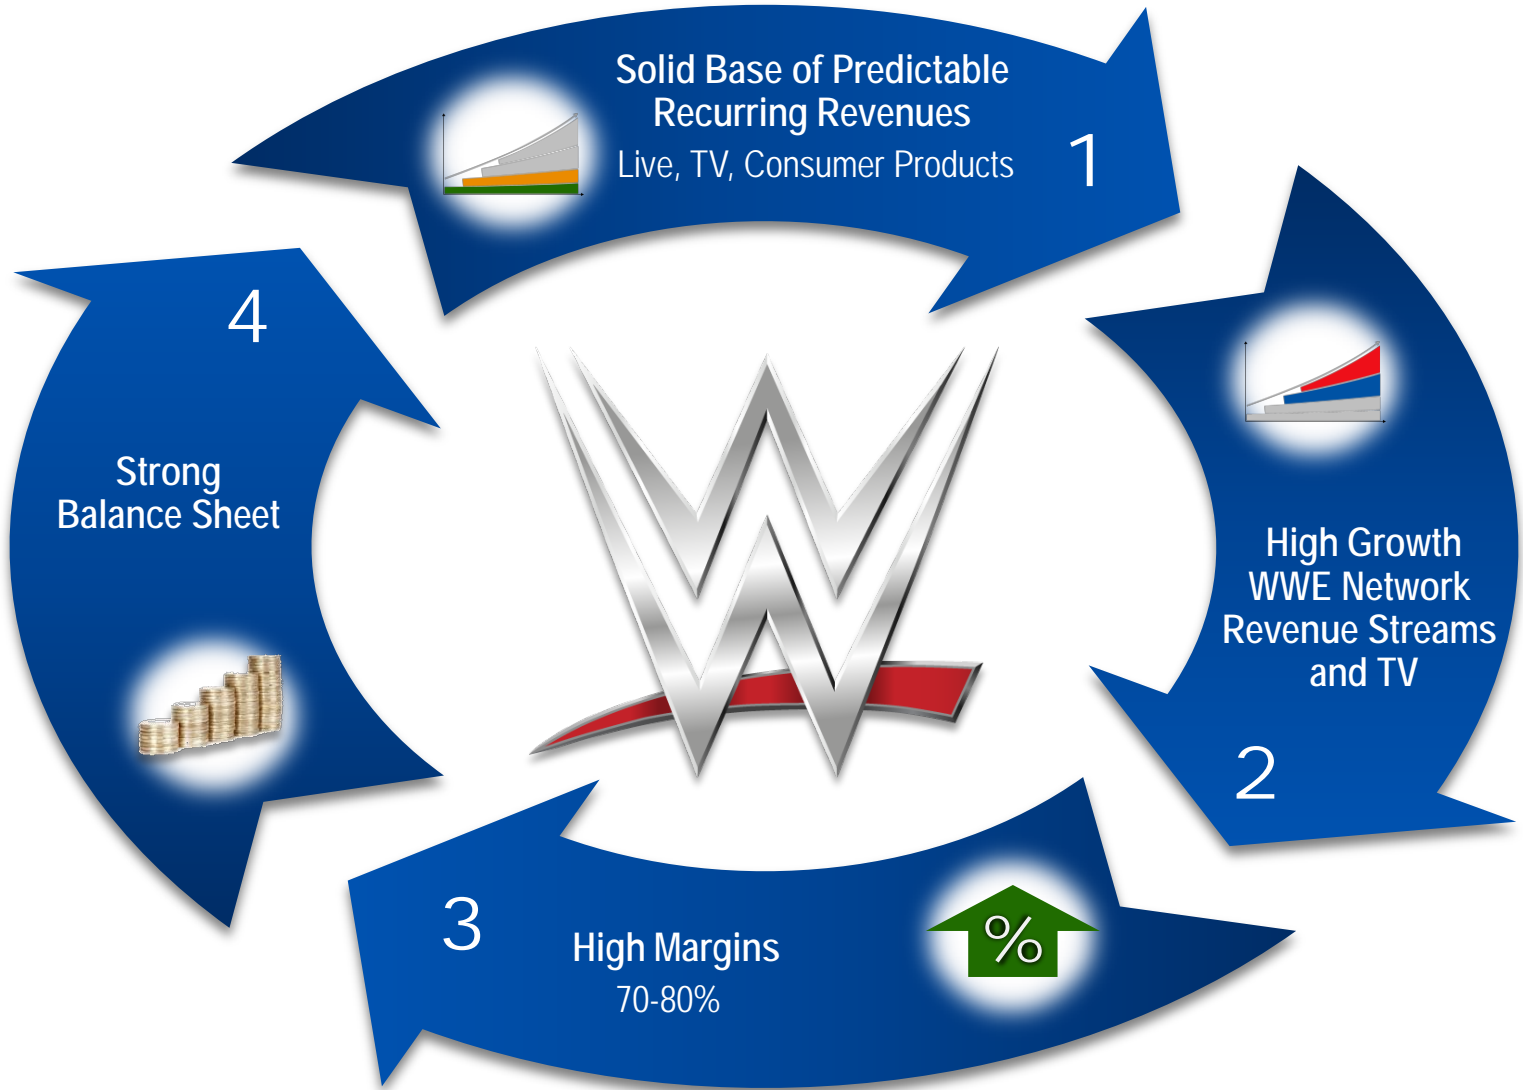 Solid Base of Predictable
Recurring Revenues
Live, TV, Consumer Products
1
High Growth
WWE Network
Revenue Streams
and TV
2
3
High Margins
70-80%
%
4
Strong
Balance Sheet
W